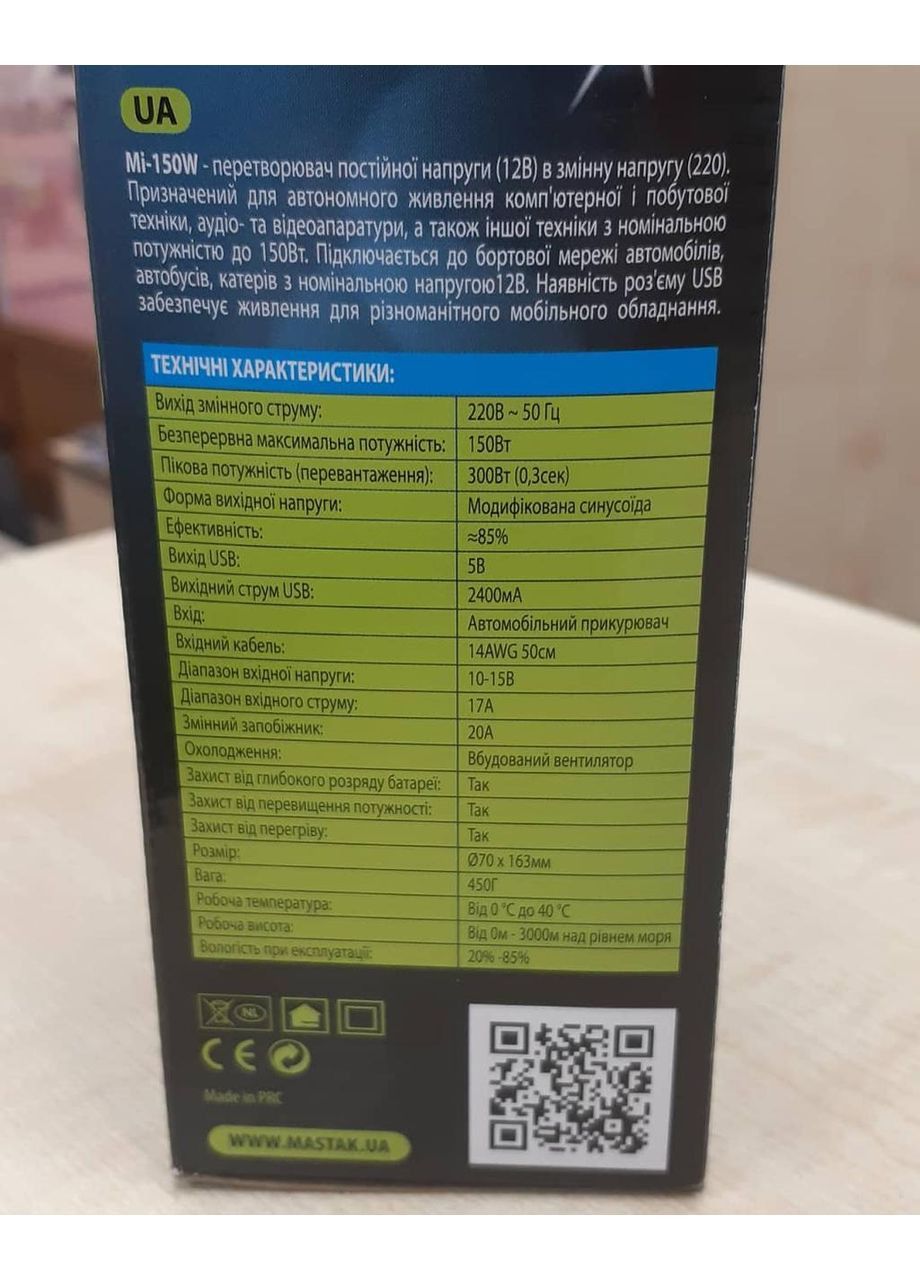 UA
Mi-150W - перетворювач постійної напруги (12В) в змінну напругу (220).
Призначений для автономного живлення комп'ютерної і побутової
техніки, аудіо- та відеоапаратури, а також іншої техніки з номінальною
потужністю до 150Вт. Підключається до бортової мережі автомобілів,
автобусів, катерів з номінальною напругою12В. Наявність роз'єму USB
забезпечує живлення для різноманітного мобільного обладнання.
ТЕХНІЧНІ ХАРАКТЕРИСТИКИ:
Вихід змінного струму: 220В ~ 50 Гц
Безперервна максимальна потужність: 150Вт
Пікова потужність (перевантаження): 300Вт (0,3сек)
Форма вихідної напруги: Модифікована синусоїда
Ефективність: ≈85%
Вихід USB: 5В
Вихідний струм USB: 2400мА
Вхід: Автомобільний прикурювач
Вхідний кабель: 14AWG 50см
Діапазон вхідної напруги: 10-15В
Діапазон вхідного струму: 17А
Змінний запобіжник: 20А
Охолодження: Вбудований вентилятор
Захист від глибокого розряду батареї: Так
Захист від перевищення потужності: Так
Захист від перегріву: Так
Розмір: Ø70 x 163мм
Вага: 450Г
Робоча температура: Від 0 °C до 40 °C
Робоча висота: Від 0м - 3000м над рівнем моря
Вологість при експлуатації: 20% -85%
NL
CE
Made in PRC
WWW.MASTAK.UA